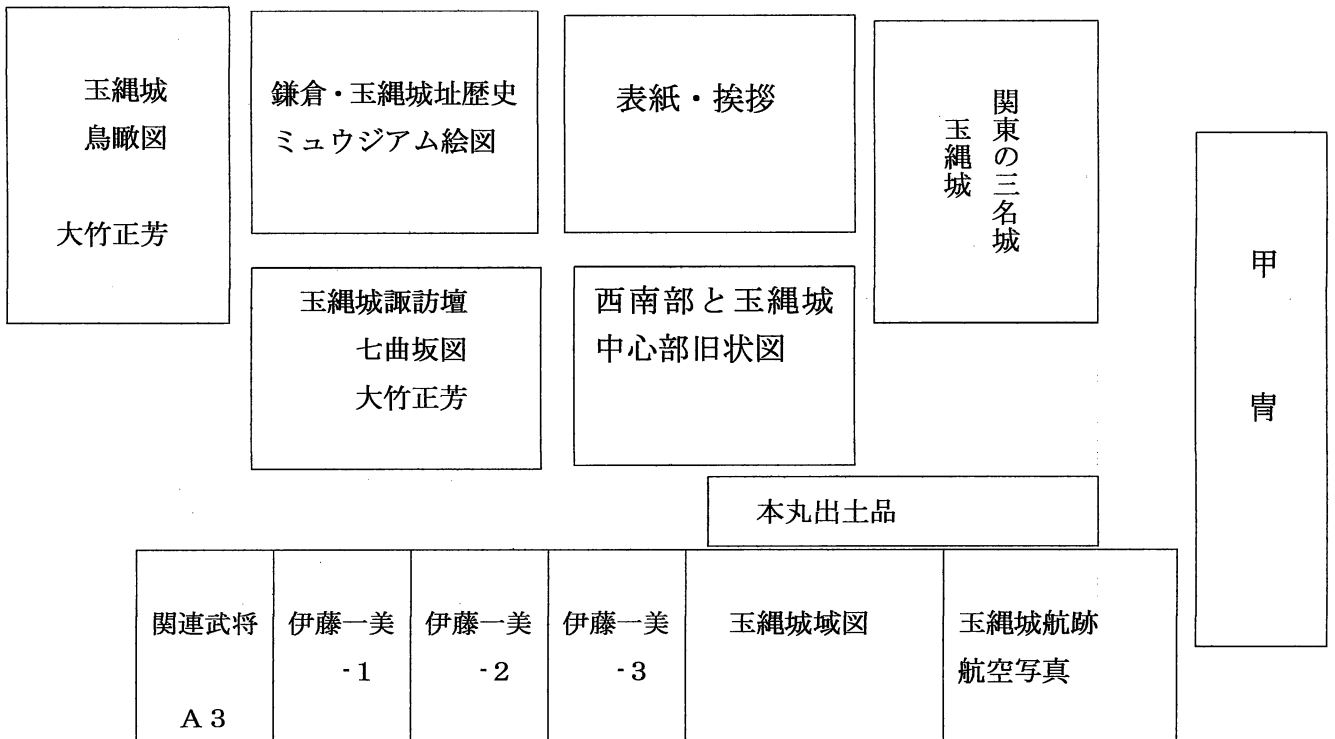 玉縄城
鳥瞰図
大竹正芳
鎌倉・玉縄城址歴史
ミュウジアム絵図
表紙・挨拶
関東の三名城
玉縄城
甲冑
玉縄城諏訪壇
七曲坂図
大竹正芳
西南部と玉縄城
中心部旧状図
本丸出土品
関連武将
A3
伊藤一美
-1
伊藤一美
-2
伊藤一美
-3
玉縄城域図
玉縄城航跡
航空写真